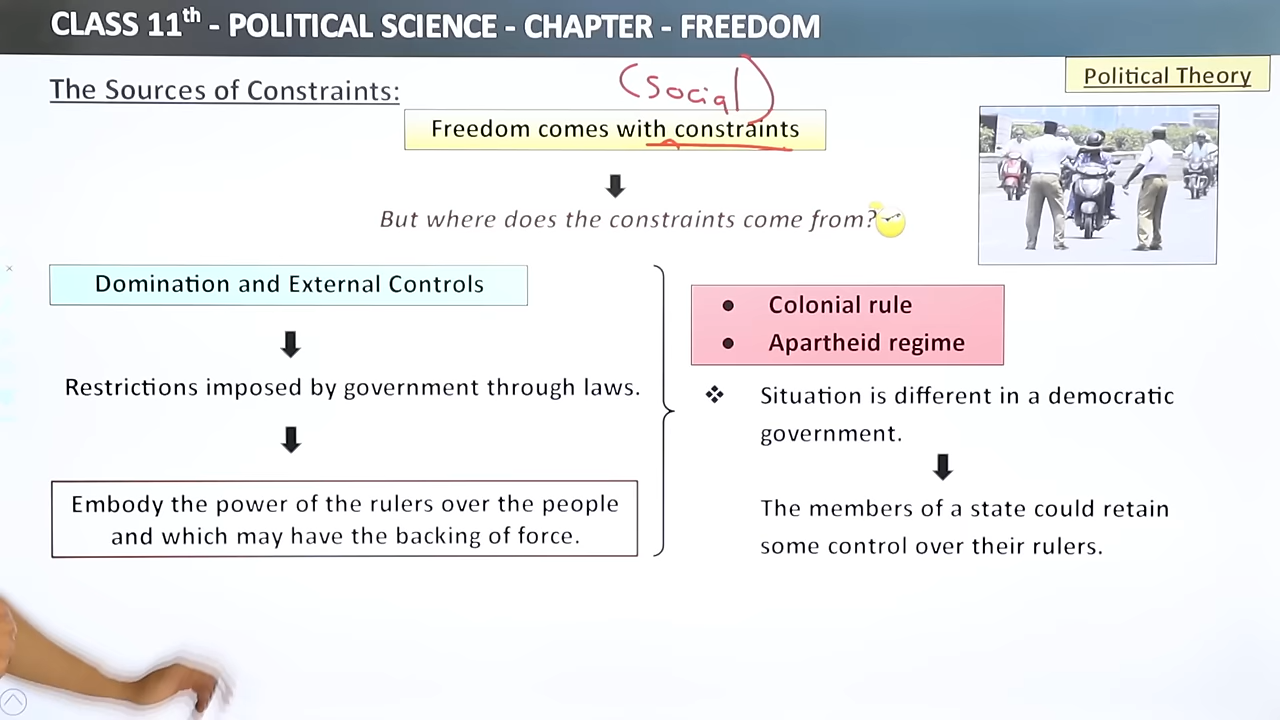 CLASS 11th - POLITICAL SCIENCE - CHAPTER - FREEDOM
Political Theory
The Sources of Constraints:
(Social)
Freedom comes with constraints
But where does the constraints come from?
Domination and External Controls
Restrictions imposed by government through laws.
Embody the power of the rulers over the people
and which may have the backing of force.
• Colonial rule
• Apartheid regime
❖ Situation is different in a democratic
government.
The members of a state could retain
some control over their rulers.